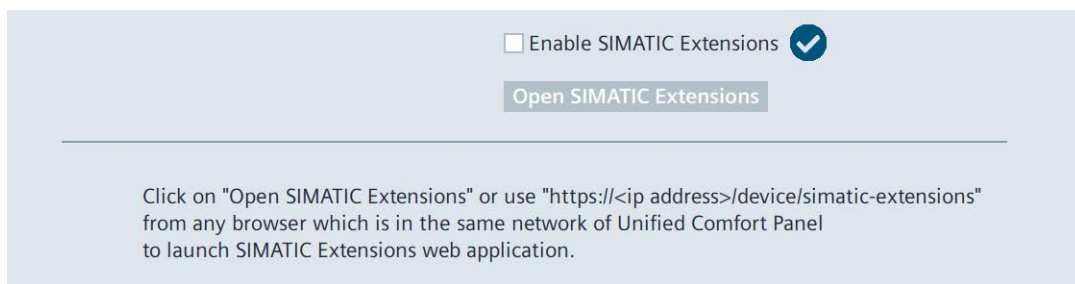 Enable SIMATIC Extensions
Open SIMATIC Extensions
Click on "Open SIMATIC Extensions" or use "https://<ip address>/device/simatic-extensions"
from any browser which is in the same network of Unified Comfort Panel
to launch SIMATIC Extensions web application.